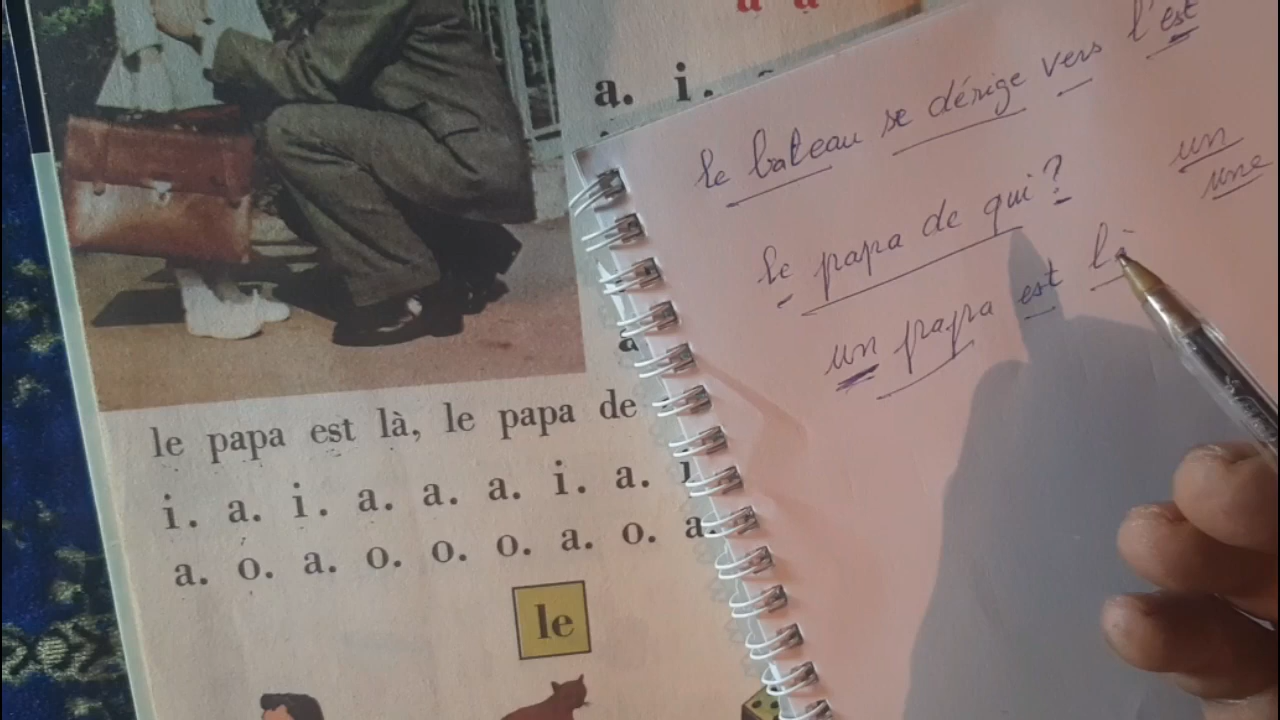 a a
a. i.
le bateau se dérige vers l'est
un
une
le papa de qui ?
un papa est là
le papa est là, le papa de
i. a. i. a. a. a. i. a.
a. o. a. o. o. o. a. o. a.
le